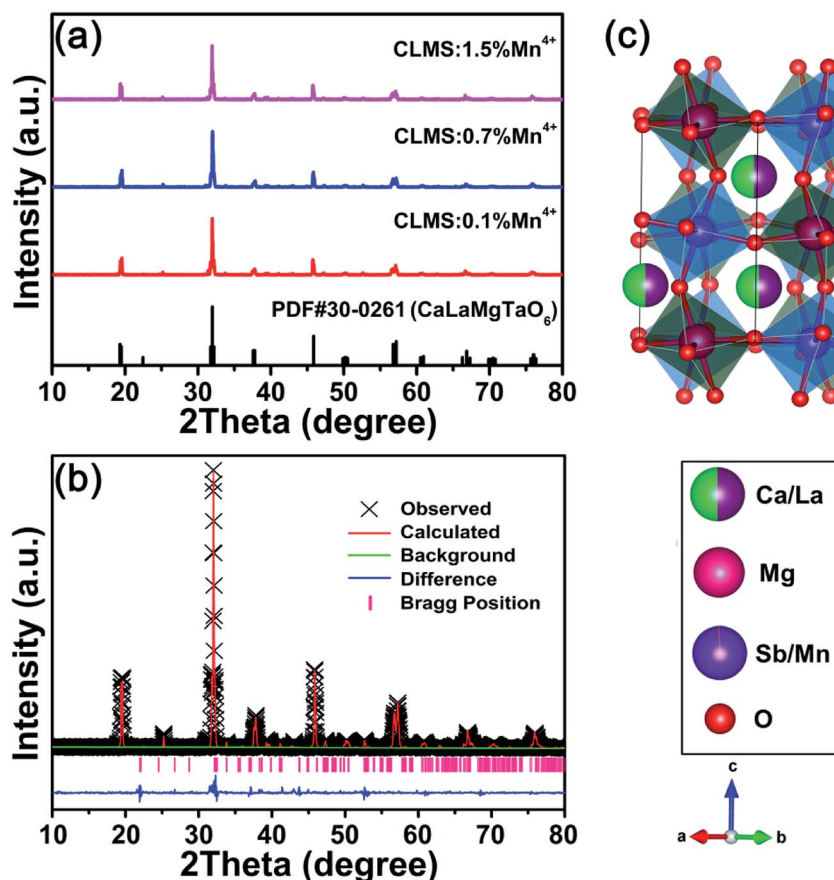 (a)
CLMS:1.5%Mn⁴⁺
CLMS:0.7%Mn⁴⁺
CLMS:0.1%Mn⁴⁺
PDF#30-0261 (CaLaMgTaO₆)
Intensity (a.u.)
10 20 30 40 50 60 70 80
2Theta (degree)
(b)
Observed
Calculated
Background
Difference
Bragg Position
Intensity (a.u.)
10 20 30 40 50 60 70 80
2Theta (degree)
(c)
Ca/La
Mg
Sb/Mn
O
c
a
b